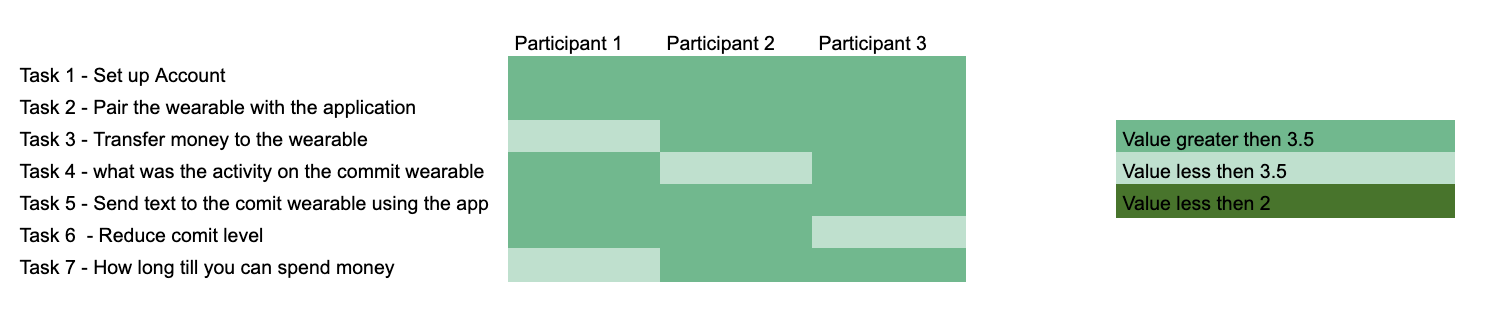 Participant 1 Participant 2 Participant 3
Task 1 - Set up Account
Task 2 - Pair the wearable with the application
Task 3 - Transfer money to the wearable
Task 4 - what was the activity on the commit wearable
Task 5 - Send text to the comit wearable using the app
Task 6  - Reduce comit level
Task 7 - How long till you can spend money
Value greater then 3.5
Value less then 3.5
Value less then 2